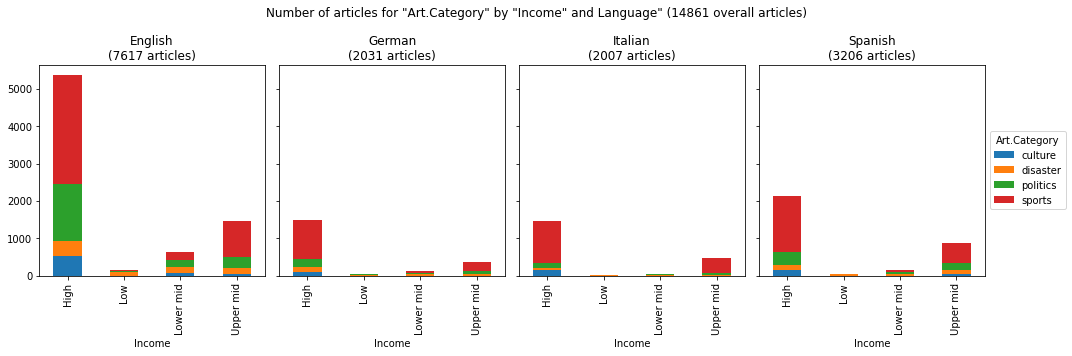 Number of articles for "Art.Category" by "Income" and Language" (14861 overall articles)
English
(7617 articles)
German
(2031 articles)
Italian
(2007 articles)
Spanish
(3206 articles)
5000
4000
3000
2000
1000
0
High
Low
Lower mid
Upper mid
Income
High
Low
Lower mid
Upper mid
Income
High
Low
Lower mid
Upper mid
Income
High
Low
Lower mid
Upper mid
Income
Art.Category
culture
disaster
politics
sports